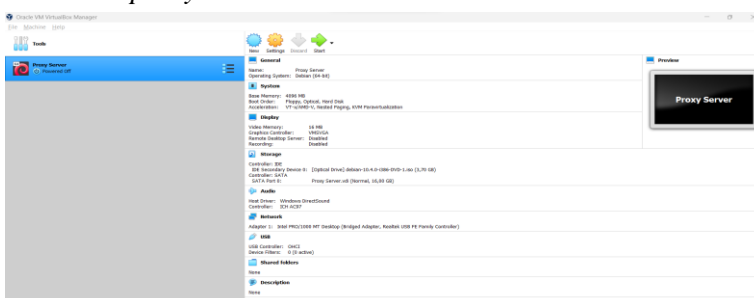 Oracle VM VirtualBox Manager
File Machine Help
Tools
New Settings Discard Start
Proxy Server
Powered Off
General
Name: Proxy Server
Operating System: Debian (64-bit)
System
Base Memory: 4096 MB
Boot Order: Floppy, Optical, Hard Disk
Acceleration: VT-x/AMD-V, Nested Paging, KVM Paravirtualization
Display
Video Memory: 16 MB
Graphics Controller: VMSVGA
Remote Desktop Server: Disabled
Recording: Disabled
Storage
Controller: IDE
IDE Secondary Device 0: [Optical Drive] debian-10.4.0-i386-DVD-1.iso (3,70 GB)
Controller: SATA
SATA Port 0: Proxy Server.vdi (Normal, 16,00 GB)
Audio
Host Driver: Windows DirectSound
Controller: ICH AC97
Network
Adapter 1: Intel PRO/1000 MT Desktop (Bridged Adapter, Realtek USB FE Family Controller)
USB
USB Controller: OHCI
Device Filters: 0 (0 active)
Shared folders
None
Description
None
Preview
Proxy Server